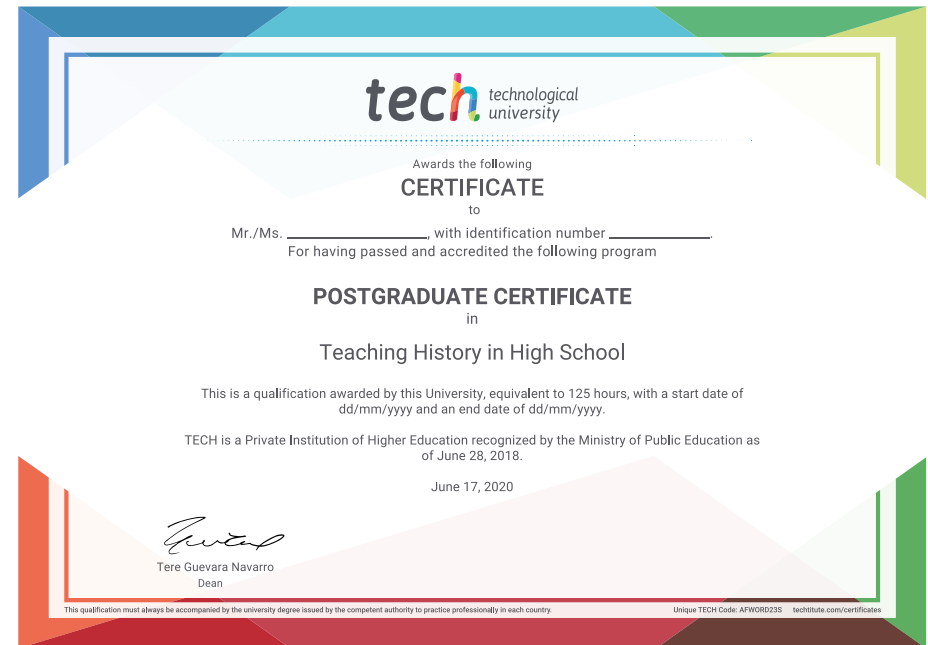 tech technological
university
Awards the following
CERTIFICATE
to
Mr./Ms. ____________________, with identification number ______________.
For having passed and accredited the following program
POSTGRADUATE CERTIFICATE
in
Teaching History in High School
This is a qualification awarded by this University, equivalent to 125 hours, with a start date of
dd/mm/yyyy and an end date of dd/mm/yyyy.
TECH is a Private Institution of Higher Education recognized by the Ministry of Public Education as
of June 28, 2018.
June 17, 2020
Tere Guevara Navarro
Dean
This qualification must always be accompanied by the university degree issued by the competent authority to practice professionally in each country.
Unique TECH Code: AFWORD23S techtitute.com/certificates